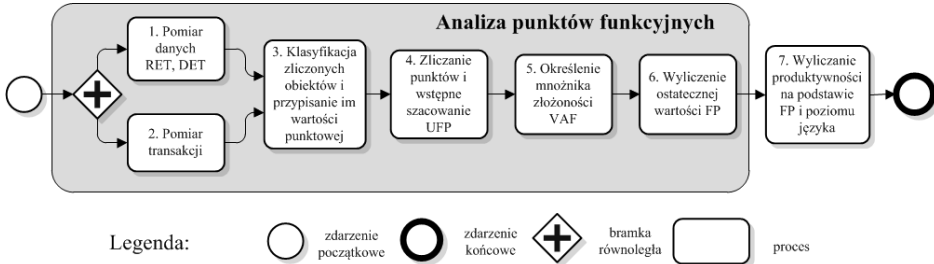 Analiza punktów funkcyjnych
1. Pomiar
danych
RET, DET
2. Pomiar
transakcji
3. Klasyfikacja
zliczonych
obiektów i
przypisanie im
wartości
punktowej
4. Zliczanie
punktów i
wstępne
szacowanie
UFP
5. Określenie
mnożnika
złożoności
VAF
6. Wyliczenie
ostatecznej
wartości FP
7. Wyliczanie
produktywności
na podstawie
FP i poziomu
języka
Legenda:
zdarzenie
początkowe
zdarzenie
końcowe
bramka
równoległa
proces